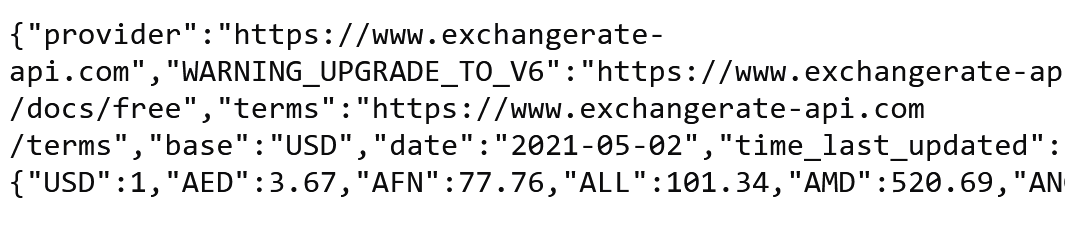 {"provider":"https://www.exchangerate-
api.com","WARNING_UPGRADE_TO_V6":"https://www.exchangerate-ap
/docs/free","terms":"https://www.exchangerate-api.com
/terms","base":"USD","date":"2021-05-02","time_last_updated":
{"USD":1,"AED":3.67,"AFN":77.76,"ALL":101.34,"AMD":520.69,"AN